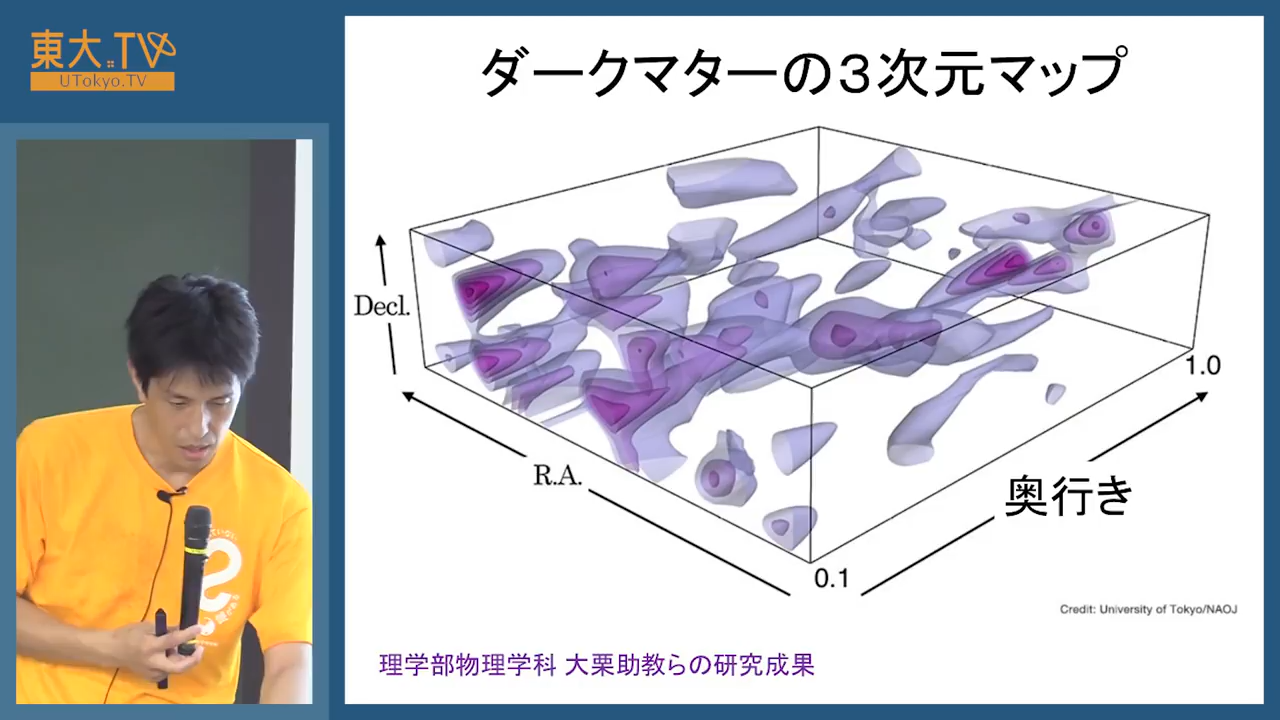 東大.TV
UTokyo.TV
ダークマターの３次元マップ
Decl.
R.A.
1.0
奥行き
0.1
Credit: University of Tokyo/NAOJ
理学部物理学科 大栗助教らの研究成果